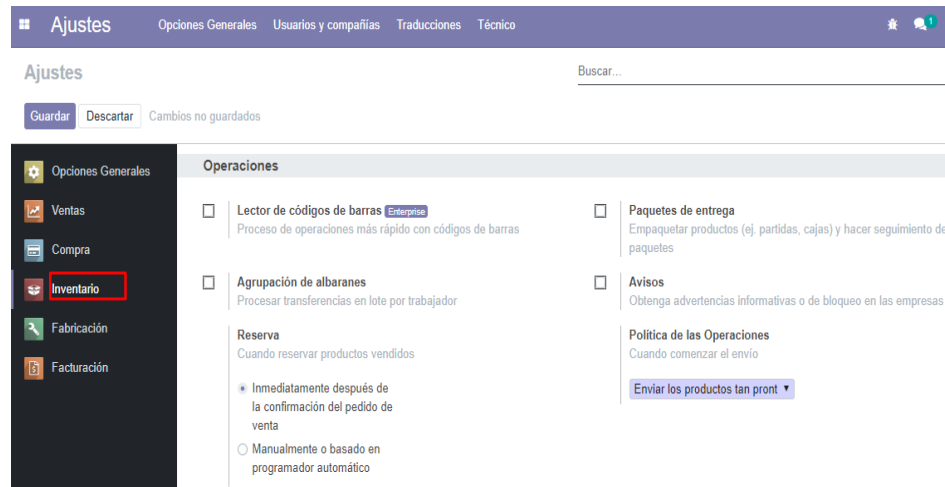 Ajustes Opciones Generales Usuarios y compañías Traducciones Técnico 1
Ajustes Buscar...
Guardar Descartar Cambios no guardados
Opciones Generales
Ventas
Compra
Inventario
Fabricación
Facturación
Operaciones
Lector de códigos de barras Enterprise
Proceso de operaciones más rápido con códigos de barras
Paquetes de entrega
Empaquetar productos (ej. partidas, cajas) y hacer seguimiento de
paquetes
Agrupación de albaranes
Procesar transferencias en lote por trabajador
Avisos
Obtenga advertencias informativas o de bloqueo en las empresas
Reserva
Cuando reservar productos vendidos
Inmediatamente después de
la confirmación del pedido de
venta
Manualmente o basado en
programador automático
Política de las Operaciones
Cuando comenzar el envío
Enviar los productos tan pront